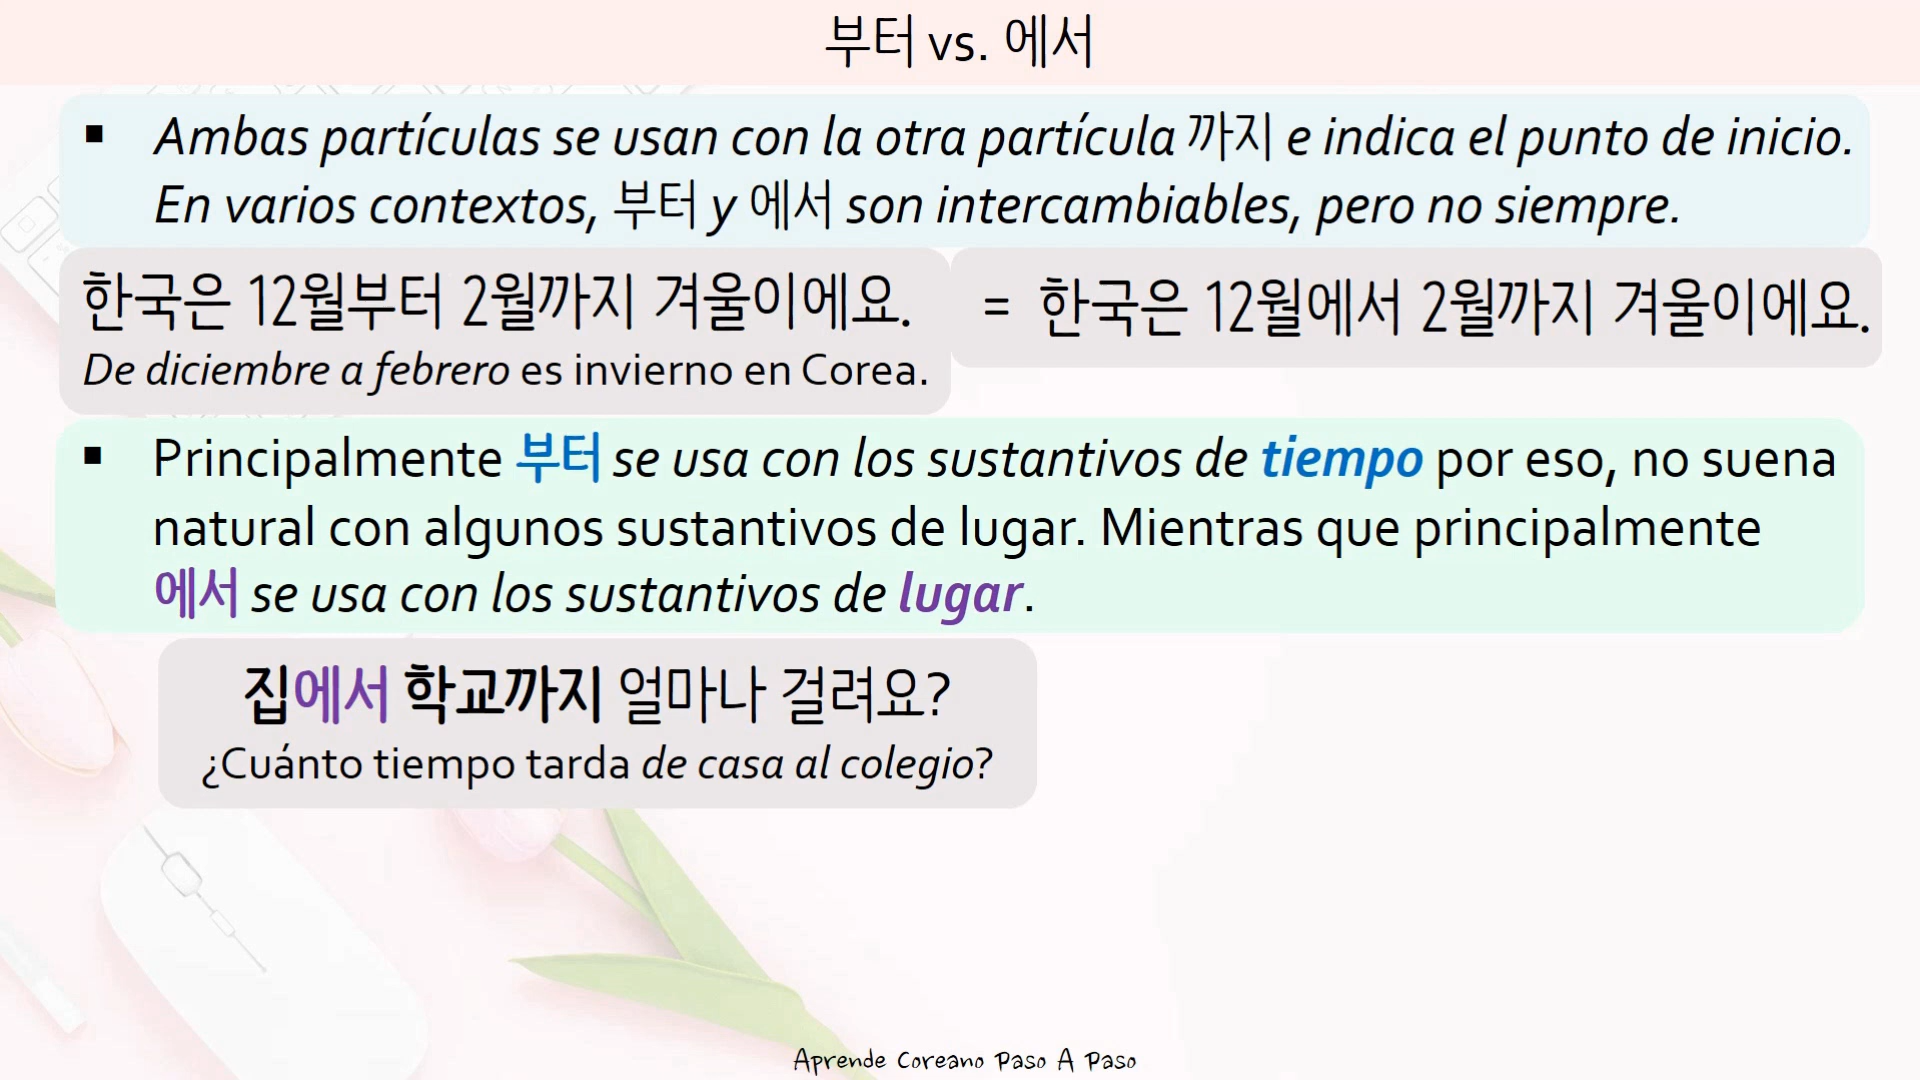 부터 vs. 에서
▪ Ambas partículas se usan con la otra partícula 까지 e indica el punto de inicio.
En varios contextos, 부터 y 에서 son intercambiables, pero no siempre.
한국은 12월부터 2월까지 겨울이에요.
De diciembre a febrero es invierno en Corea.
= 한국은 12월에서 2월까지 겨울이에요.
▪ Principalmente 부터 se usa con los sustantivos de tiempo por eso, no suena
natural con algunos sustantivos de lugar. Mientras que principalmente
에서 se usa con los sustantivos de lugar.
집에서 학교까지 얼마나 걸려요?
¿Cuánto tiempo tarda de casa al colegio?
Aprende Coreano Paso A Paso